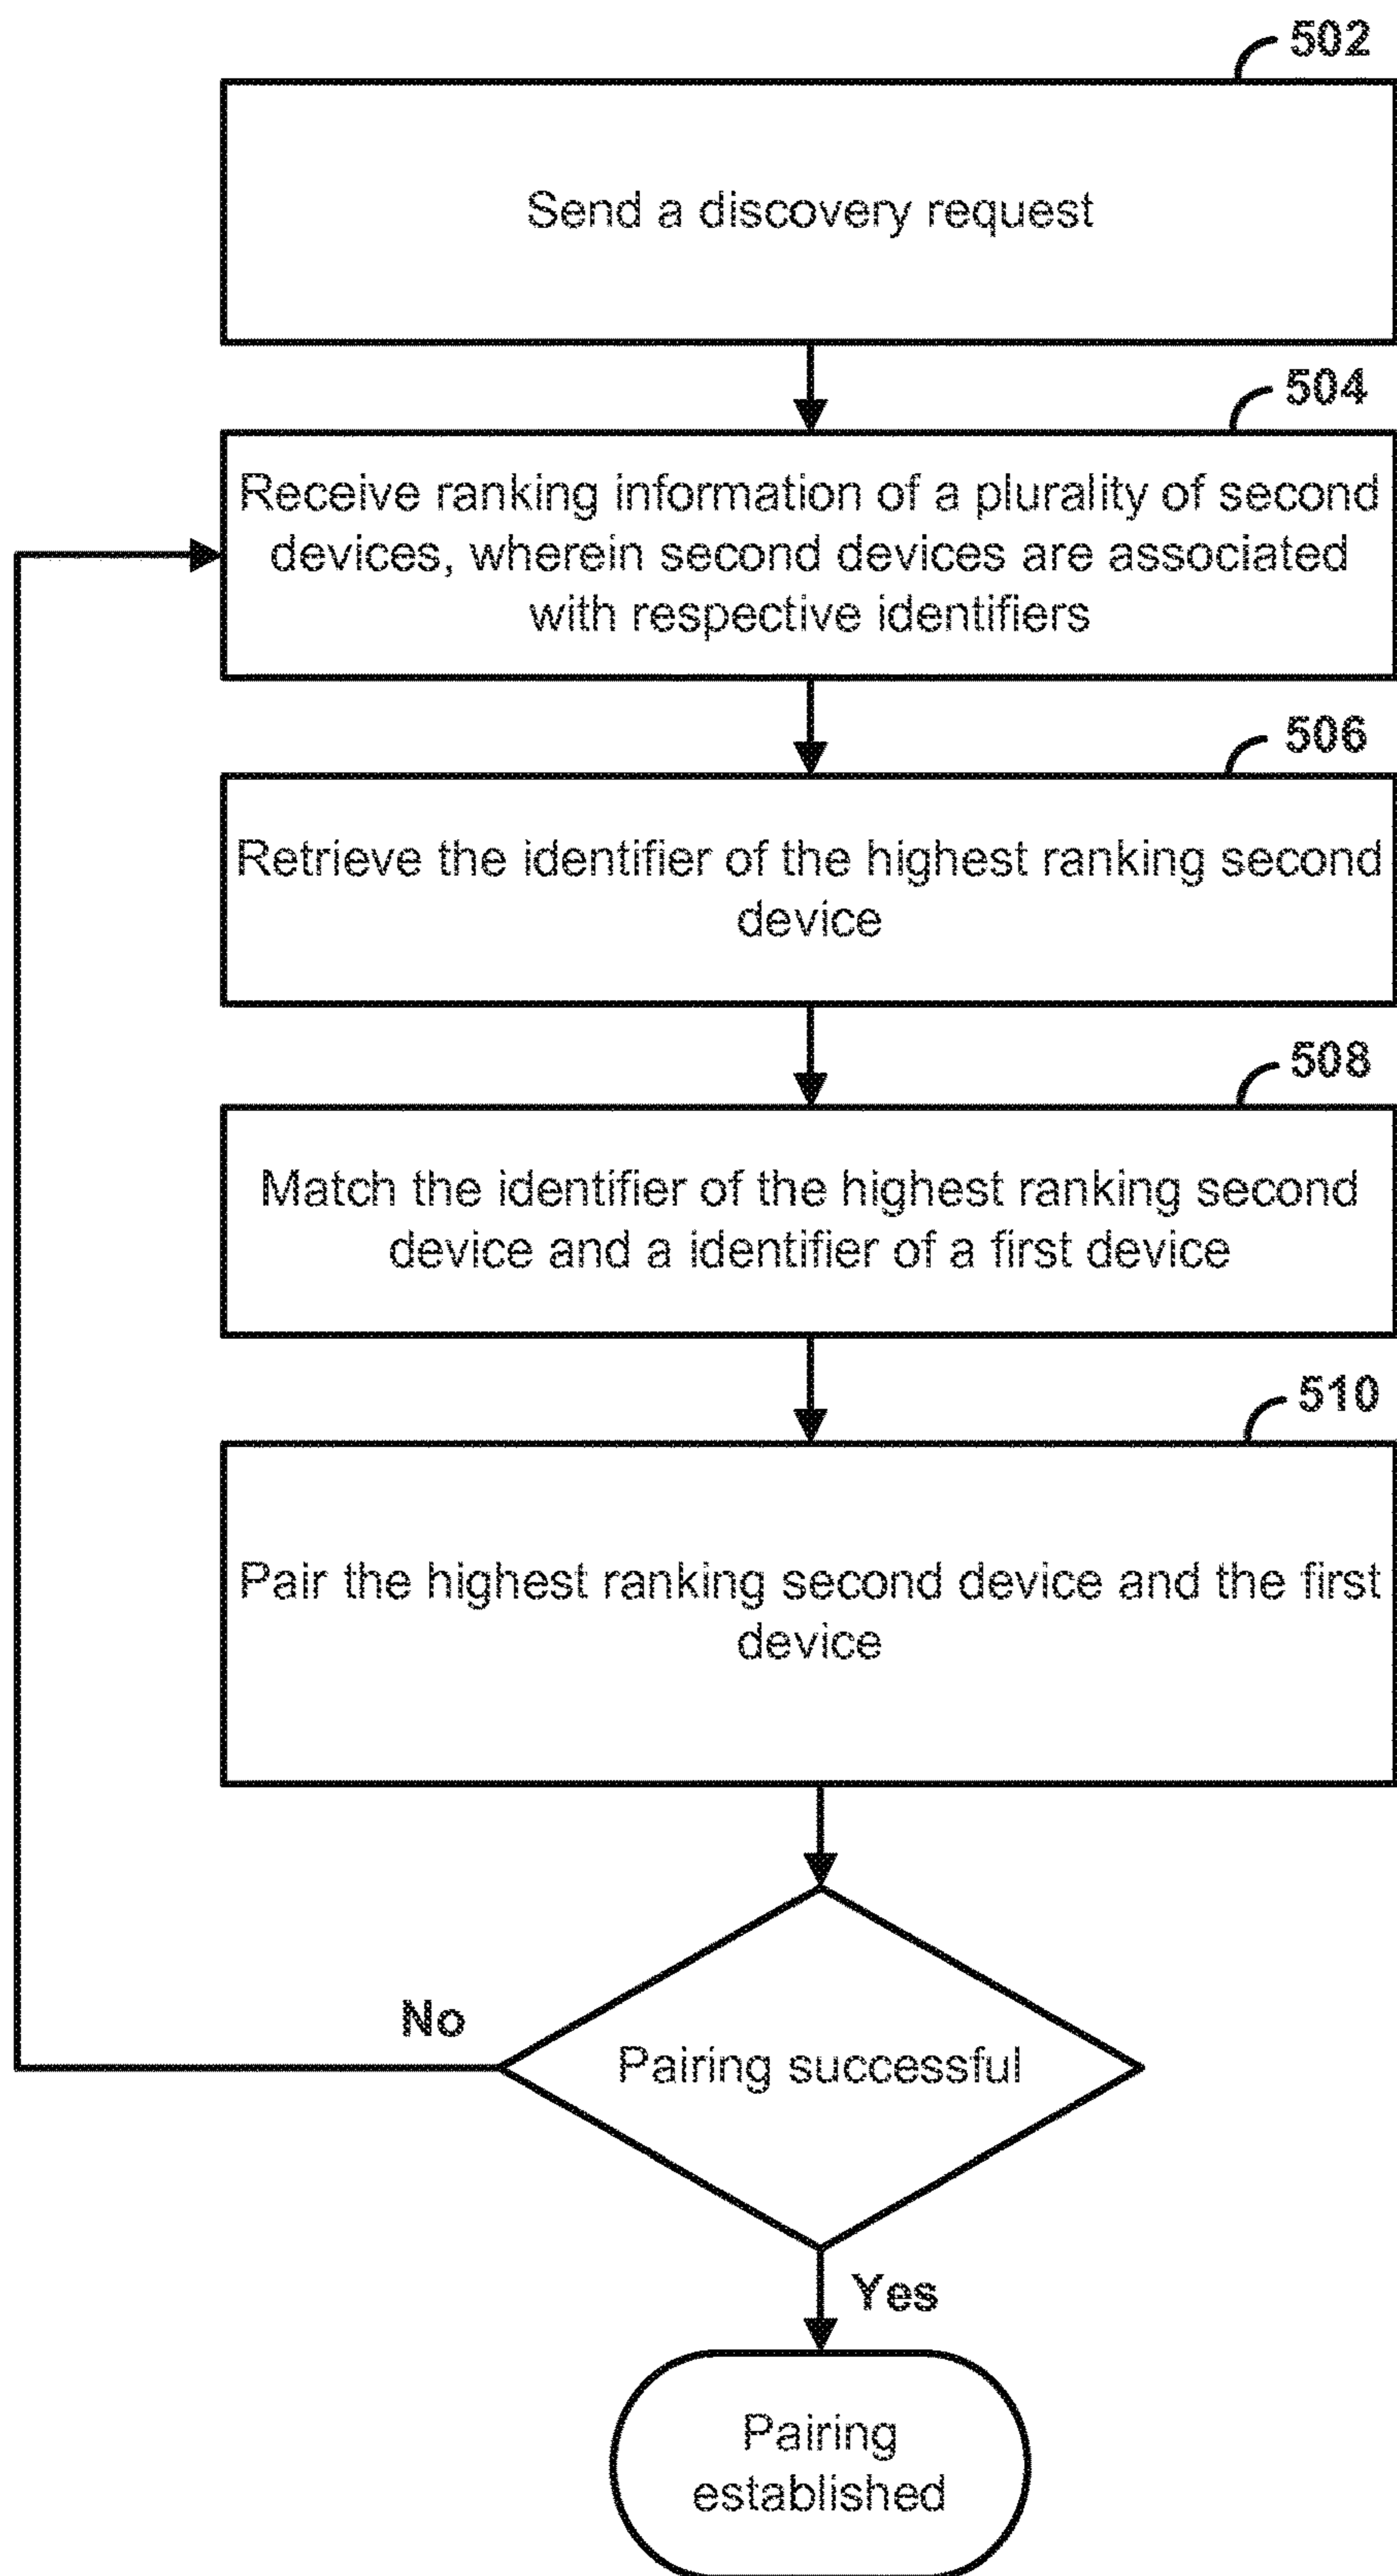 502
Send a discovery request
504
Receive ranking information of a plurality of second
devices, wherein second devices are associated
with respective identifiers
506
Retrieve the identifier of the highest ranking second
device
508
Match the identifier of the highest ranking second
device and a identifier of a first device
510
Pair the highest ranking second device and the first
device
No
Pairing successful
Yes
Pairing
established